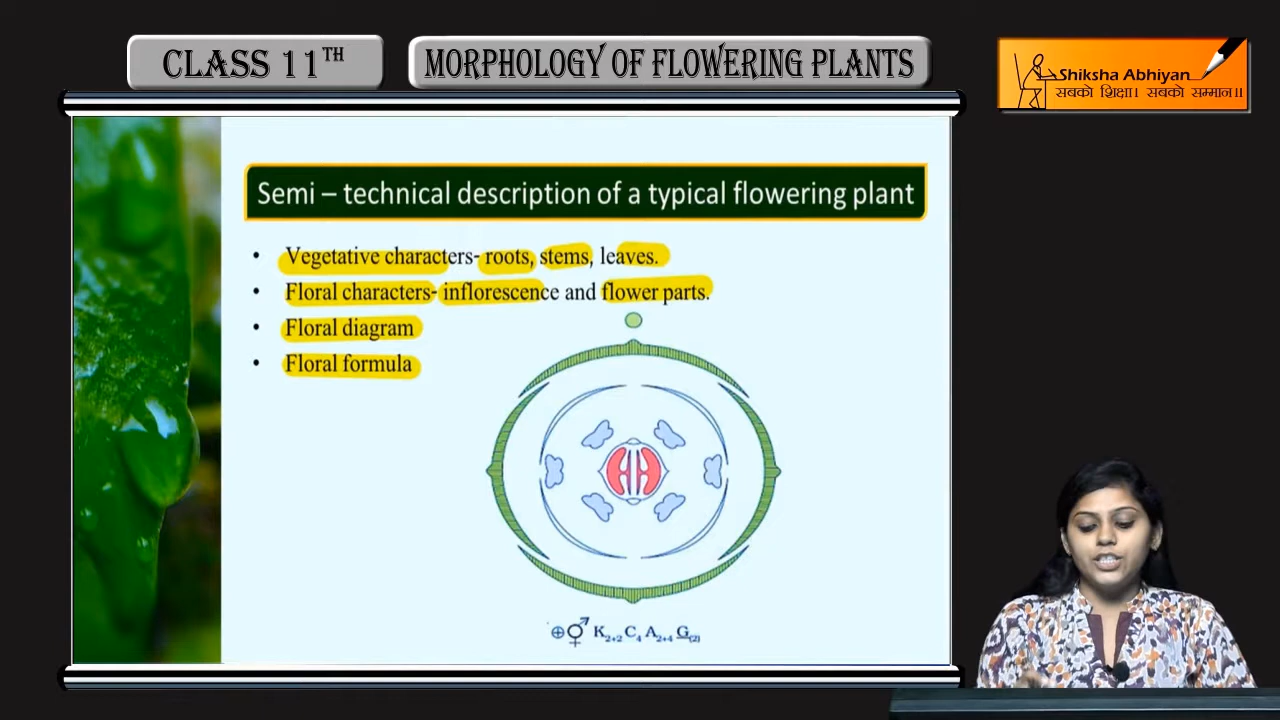 CLASS 11TH
MORPHOLOGY OF FLOWERING PLANTS
Shiksha Abhiyan
सबको शिक्षा। सबको सम्मान॥
Semi – technical description of a typical flowering plant
• Vegetative characters- roots, stems, leaves.
• Floral characters- inflorescence and flower parts.
• Floral diagram
• Floral formula
⊕ ⚥ K2+2 C4 A2+4 G(2)